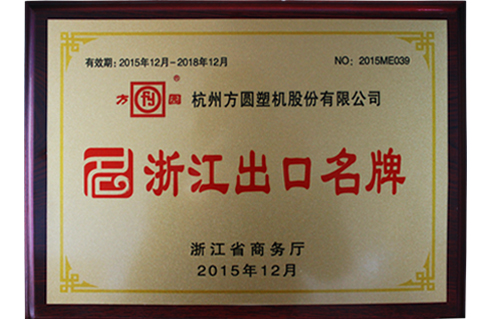 有效期：2015年12月-2018年12月 NO：2015ME039
方 圆 ® 杭州方圆塑机股份有限公司
浙江出口名牌
浙江省商务厅
2015年12月